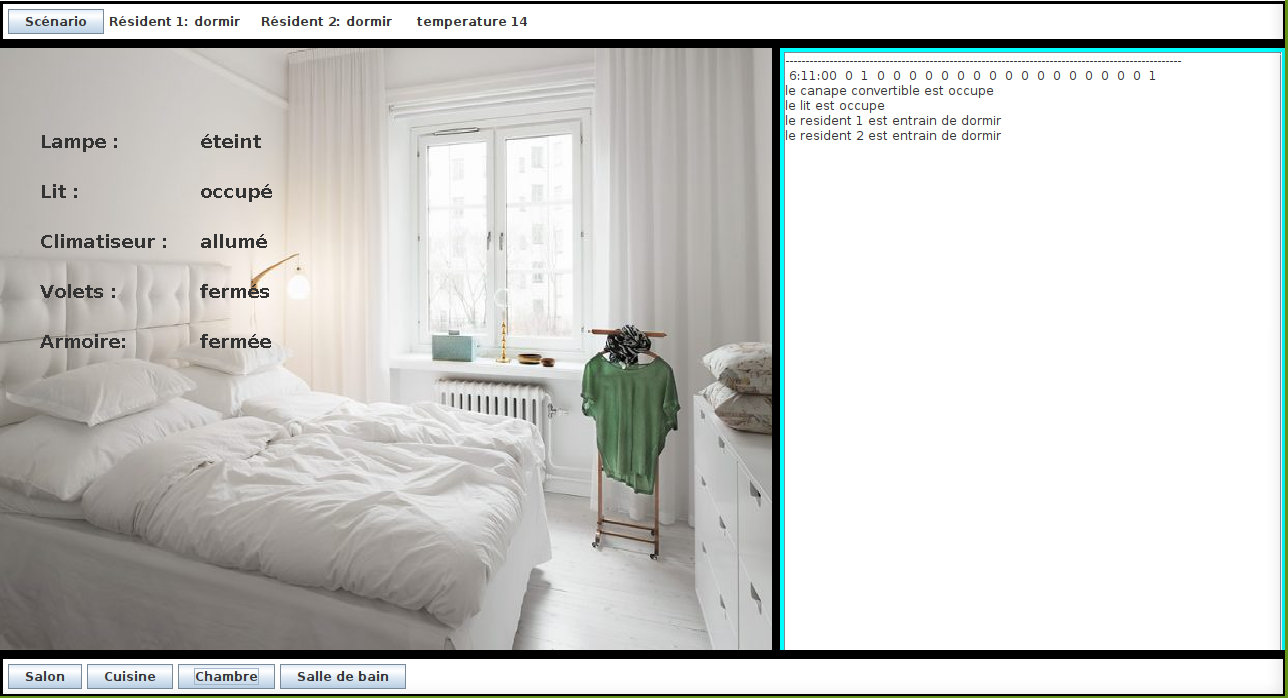 Scénario Résident 1: dormir Résident 2: dormir temperature 14
Lampe : éteint
Lit : occupé
Climatiseur : allumé
Volets : fermés
Armoire: fermée
--------------------------------------------------------------------------------------------------
6:11:00 0 1 0 0 0 0 0 0 0 0 0 0 0 0 0 0 0 0 0 1
le canape convertible est occupe
le lit est occupe
le resident 1 est entrain de dormir
le resident 2 est entrain de dormir
Salon Cuisine Chambre Salle de bain